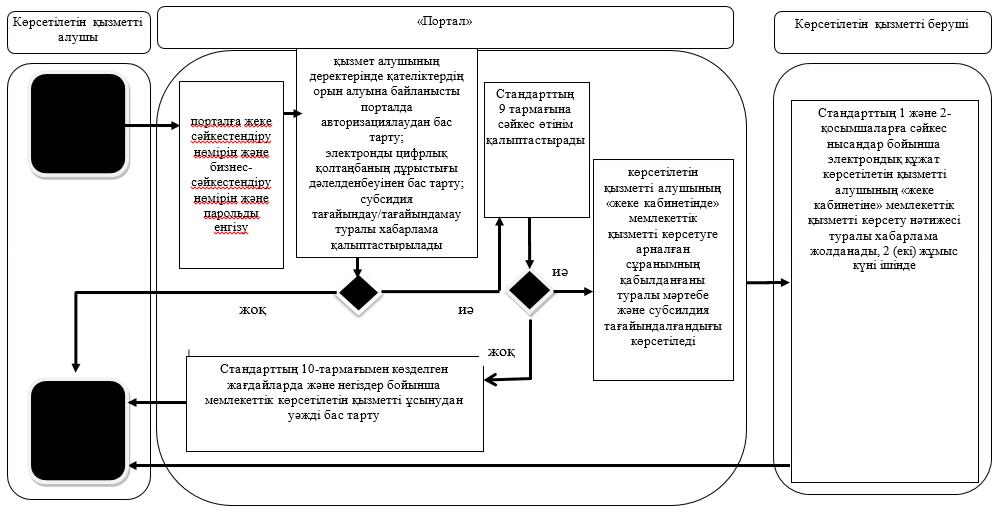 Көрсетілетін қызметті
алушы
«Портал»
Көрсетілетін қызметті беруші
порталға жеке
сәйкестендіру
нөмірін және
бизнес-
сәйкестендіру
нөмірін және
парольды
енгізу
қызмет алушының
деректерінде қателіктердің
орын алуына байланысты
порталда
авторизациялаудан бас
тарту;
электронды цифрлық
қолтаңбаның дұрыстығы
дәлелденбеуінен бас тарту;
субсидия
тағайындау/тағайындамау
туралы хабарлама
қалыптастырылады
Стандарттың
9 тармағына
сәйкес өтінім
қалыптастырады
көрсетілетін
қызметті алушының
«жеке кабинетінде»
мемлекеттік
қызметті көрсетуге
арналған
сұранымның
қабылданғаны
туралы мәртебе
және субсилдия
тағайындалғандығы
көрсетіледі
Стандарттың 1 және 2-
қосымшаларға сәйкес
нысандар бойынша
электрондық құжат
көрсетілетін қызметті
алушының «жеке
кабинетіне» мемлекеттік
қызметті көрсету нәтижесі
туралы хабарлама
жолданады, 2 (екі) жұмыс
күні ішінде
иә
жоқ
иә
жоқ
Стандарттың 10-тармағымен көзделген
жағдайларда және негіздер бойынша
мемлекеттік көрсетілетін қызметті ұсынудан
уәжді бас тарту